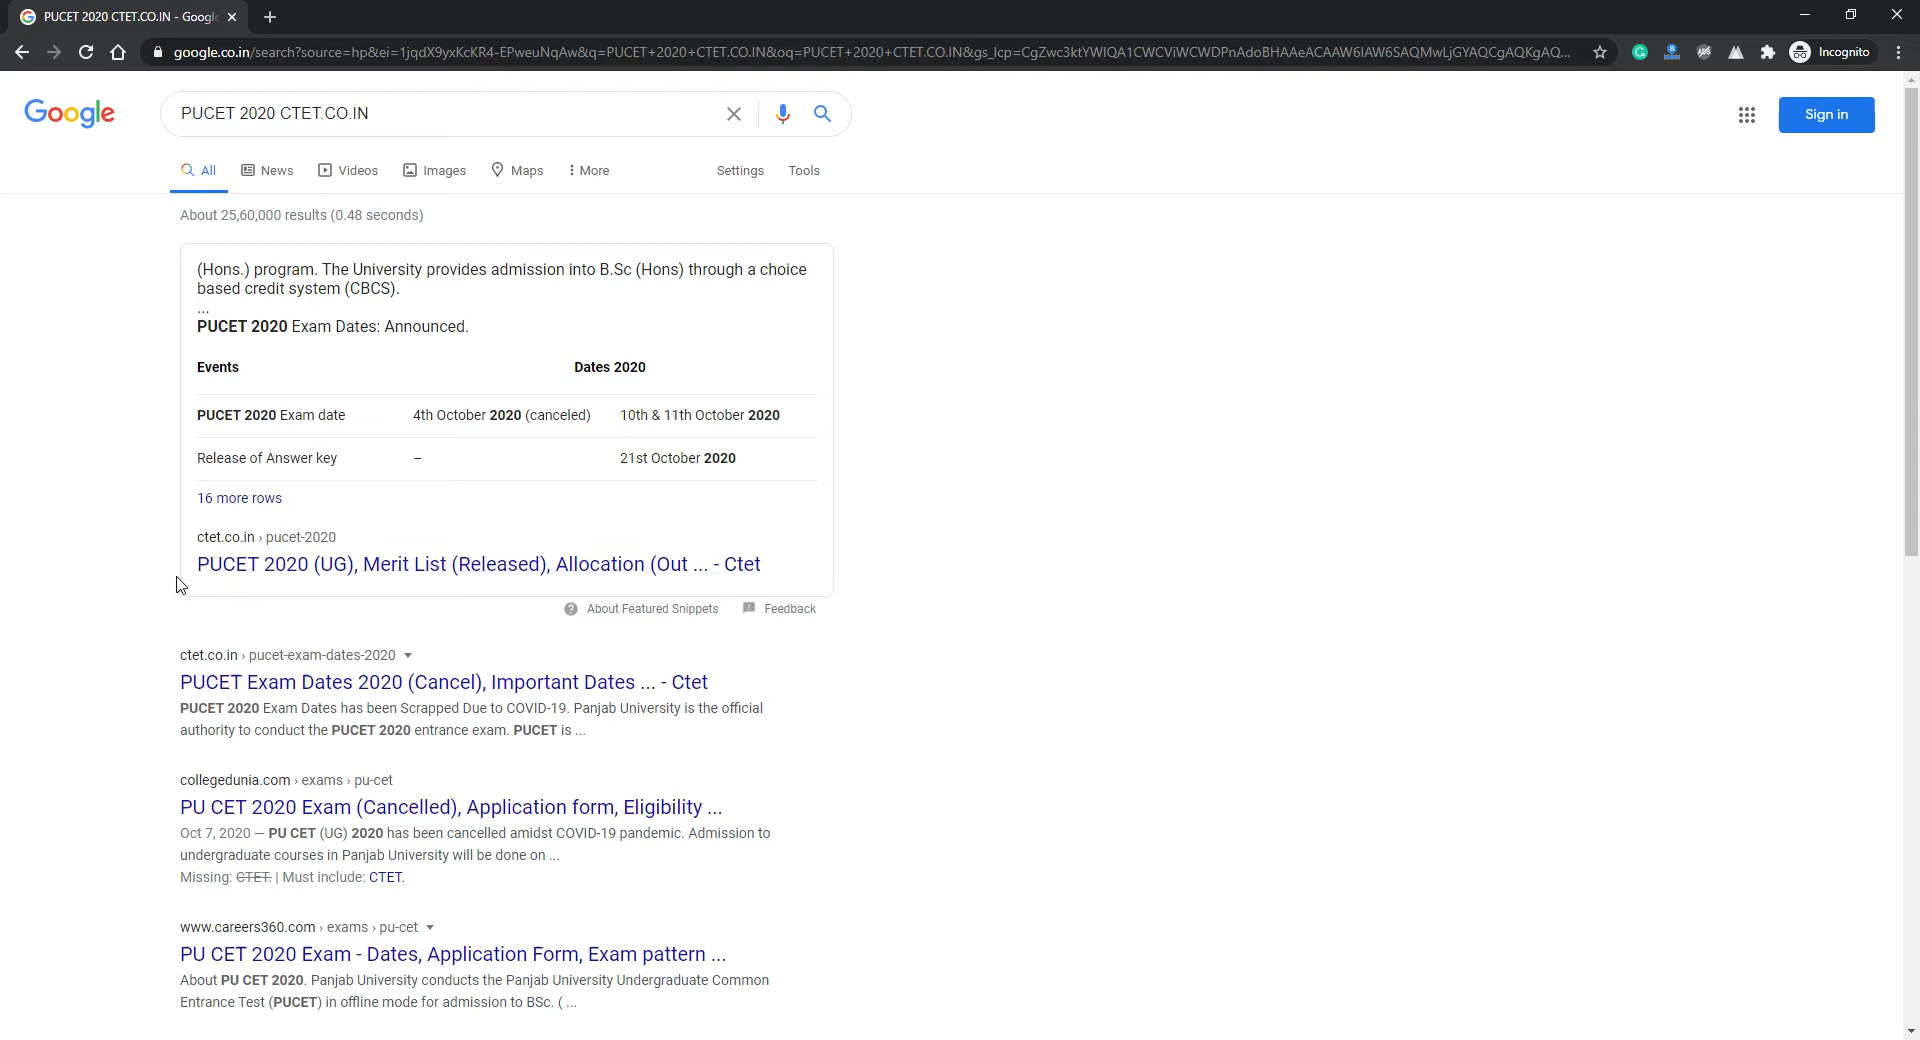 PUCET 2020 CTET.CO.IN - Google
google.co.in/search?source=hp&ei=1jqdX9yxKcKR4-EPweuNqAw&q=PUCET+2020+CTET.CO.IN&oq=PUCET+2020+CTET.CO.IN&gs_lcp=CgZwc3ktYWIQA1CWCViWCWDPnAdoBHAAeACAAW6IAW6SAQMwLjGYAQCgAQKgAQ...
Incognito
Google
PUCET 2020 CTET.CO.IN
Sign in
All News Videos Images Maps More Settings Tools
About 25,60,000 results (0.48 seconds)
(Hons.) program. The University provides admission into B.Sc (Hons) through a choice
based credit system (CBCS).
...
PUCET 2020 Exam Dates: Announced.
Events Dates 2020
PUCET 2020 Exam date 4th October 2020 (canceled) 10th & 11th October 2020
Release of Answer key – 21st October 2020
16 more rows
ctet.co.in › pucet-2020
PUCET 2020 (UG), Merit List (Released), Allocation (Out ... - Ctet
About Featured Snippets Feedback
ctet.co.in › pucet-exam-dates-2020
PUCET Exam Dates 2020 (Cancel), Important Dates ... - Ctet
PUCET 2020 Exam Dates has been Scrapped Due to COVID-19. Panjab University is the official
authority to conduct the PUCET 2020 entrance exam. PUCET is ...
collegedunia.com › exams › pu-cet
PU CET 2020 Exam (Cancelled), Application form, Eligibility ...
Oct 7, 2020 — PU CET (UG) 2020 has been cancelled amidst COVID-19 pandemic. Admission to
undergraduate courses in Panjab University will be done on ...
Missing: CTET. | Must include: CTET.
www.careers360.com › exams › pu-cet
PU CET 2020 Exam - Dates, Application Form, Exam pattern ...
About PU CET 2020. Panjab University conducts the Panjab University Undergraduate Common
Entrance Test (PUCET) in offline mode for admission to BSc. ( ...